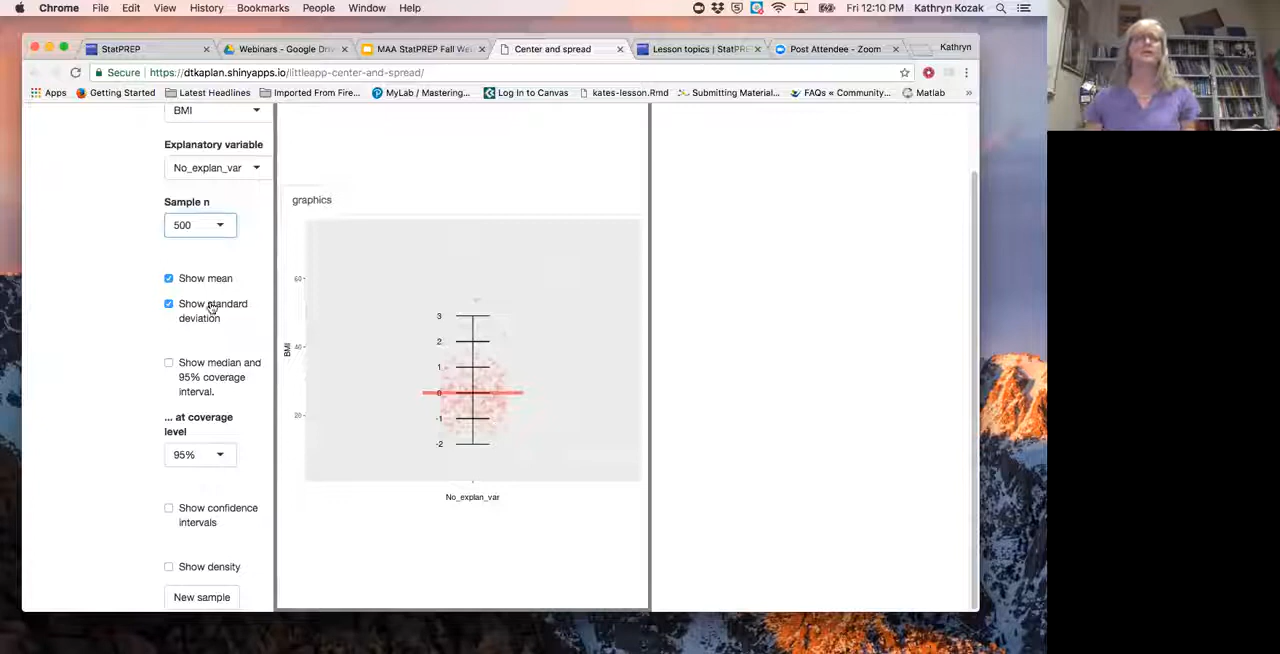 Chrome File Edit View History Bookmarks People Window Help Fri 12:10 PM Kathryn Kozak
StatPREP Webinars - Google Driv MAA StatPREP Fall We Center and spread Lesson topics | StatPRE Post Attendee - Zoom Kathryn
Secure https://dtkaplan.shinyapps.io/littleapp-center-and-spread/
Apps Getting Started Latest Headlines Imported From Fire... MyLab / Mastering... Log In to Canvas kates-lesson.Rmd Submitting Material... FAQs « Community... Matlab »
BMI
Explanatory variable
No_explan_var
Sample n
500
Show mean
Show standard
deviation
Show median and
95% coverage
interval.
... at coverage
level
95%
Show confidence
intervals
Show density
New sample
graphics
60
40
20
BMI
3
2
1
0
-1
-2
No_explan_var